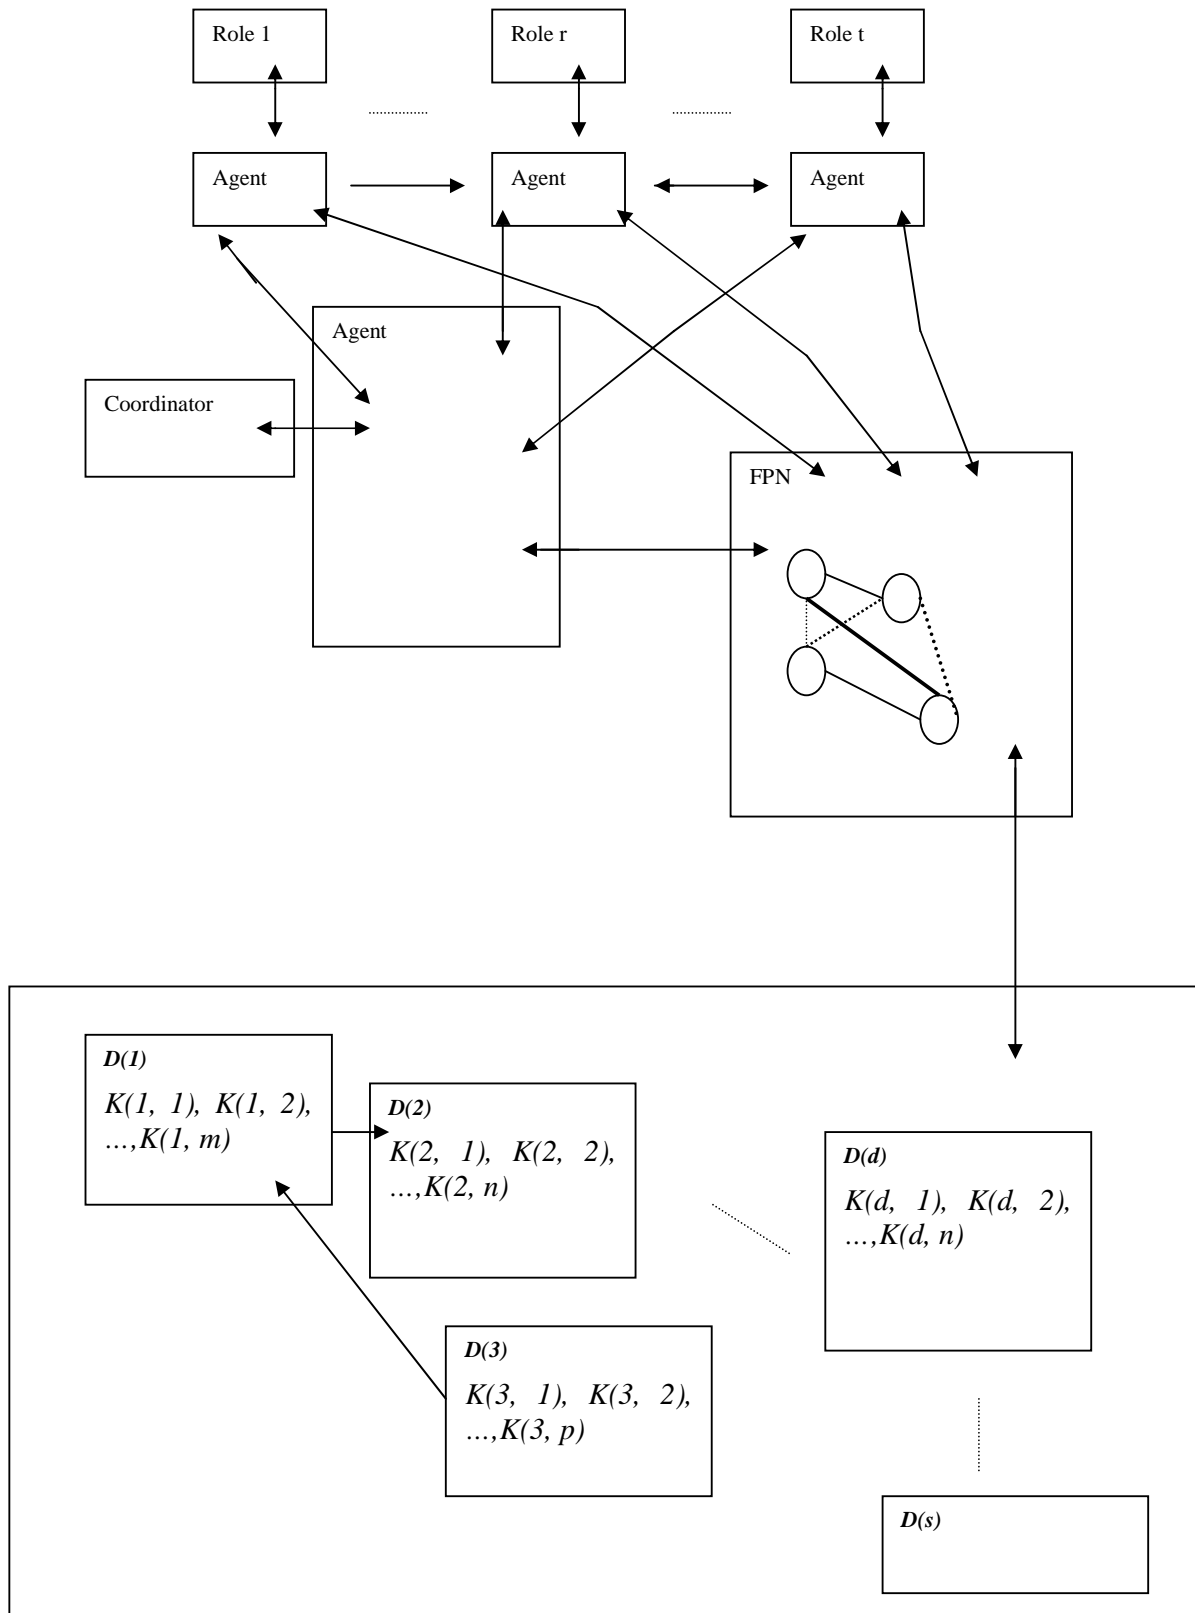 Role 1
Role r
Role t
Agent
Agent
Agent
Agent
Coordinator
FPN
D(1)
K(1, 1), K(1, 2),
...,K(1, m)
D(2)
K(2, 1), K(2, 2),
...,K(2, n)
D(d)
K(d, 1), K(d, 2),
...,K(d, n)
D(3)
K(3, 1), K(3, 2),
...,K(3, p)
D(s)